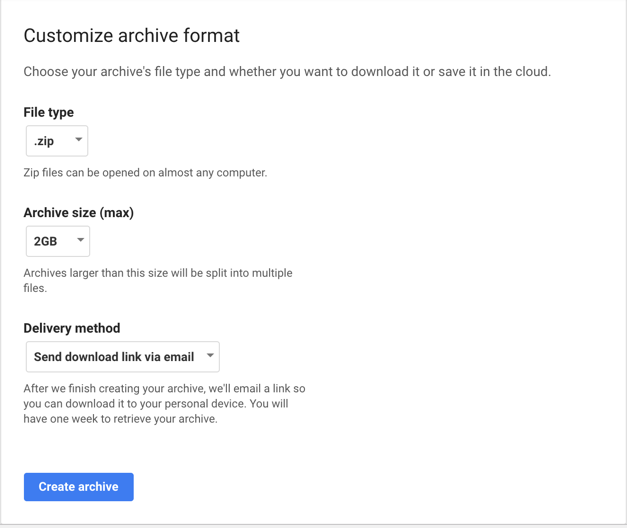 Customize archive format
Choose your archive's file type and whether you want to download it or save it in the cloud.
File type
.zip
Zip files can be opened on almost any computer.
Archive size (max)
2GB
Archives larger than this size will be split into multiple
files.
Delivery method
Send download link via email
After we finish creating your archive, we'll email a link so
you can download it to your personal device. You will
have one week to retrieve your archive.
Create archive